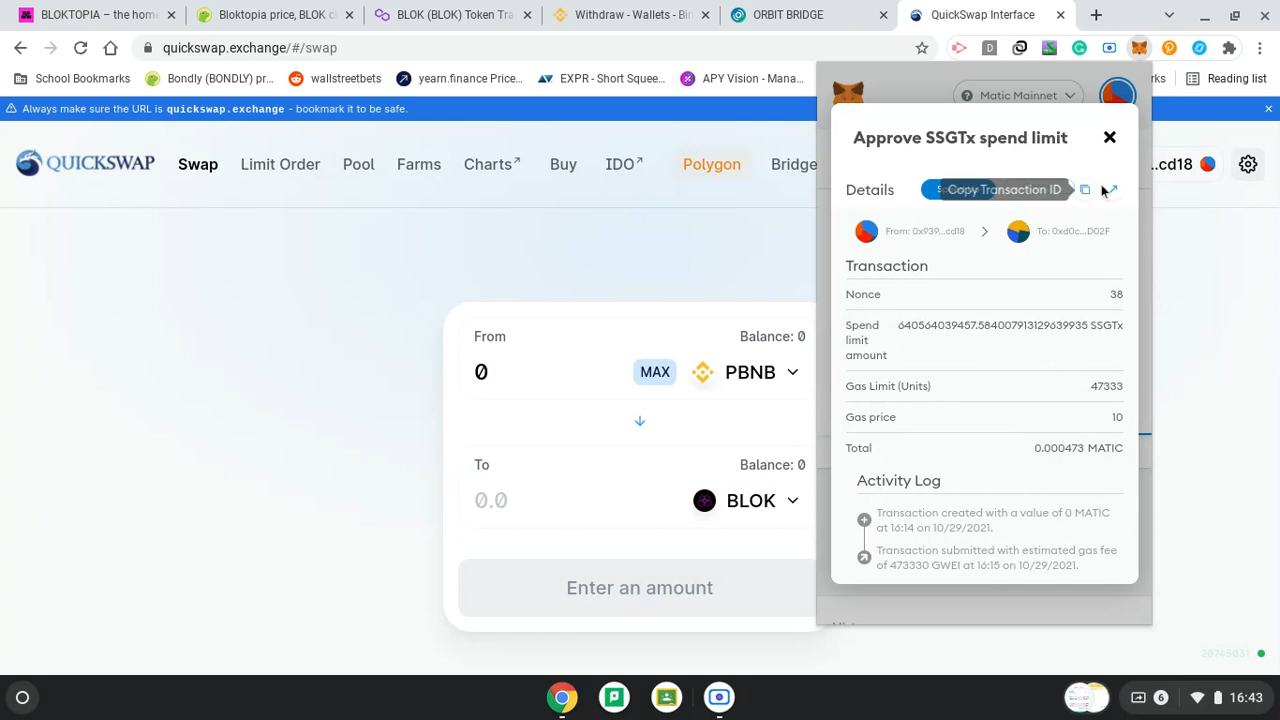 BLOKTOPIA – the home
Bloktopia price, BLOK c
BLOK (BLOK) Token Tra
Withdraw - Wallets - Bin
ORBIT BRIDGE
QuickSwap Interface
quickswap.exchange/#/swap
School Bookmarks
Bondly (BONDLY) pr...
wallstreetbets
yearn.finance Price...
EXPR - Short Squee...
APY Vision - Mana...
Reading list
Always make sure the URL is quickswap.exchange - bookmark it to be safe.
QUICKSWAP
Swap
Limit Order
Pool
Farms
Charts↗
Buy
IDO↗
Polygon
Bridge
...cd18
From
Balance: 0
0
MAX
PBNB
To
Balance: 0
0.0
BLOK
Enter an amount
Matic Mainnet
Approve SSGTx spend limit
Details
Copy Transaction ID
From: 0x939...cd18
To: 0xd0c...D02F
Transaction
Nonce
38
Spend limit amount
640564039457.584007913129639935 SSGTx
Gas Limit (Units)
47333
Gas price
10
Total
0.000473 MATIC
Activity Log
Transaction created with a value of 0 MATIC
at 16:14 on 10/29/2021.
Transaction submitted with estimated gas fee
of 473330 GWEI at 16:15 on 10/29/2021.
20745031
6
16:43